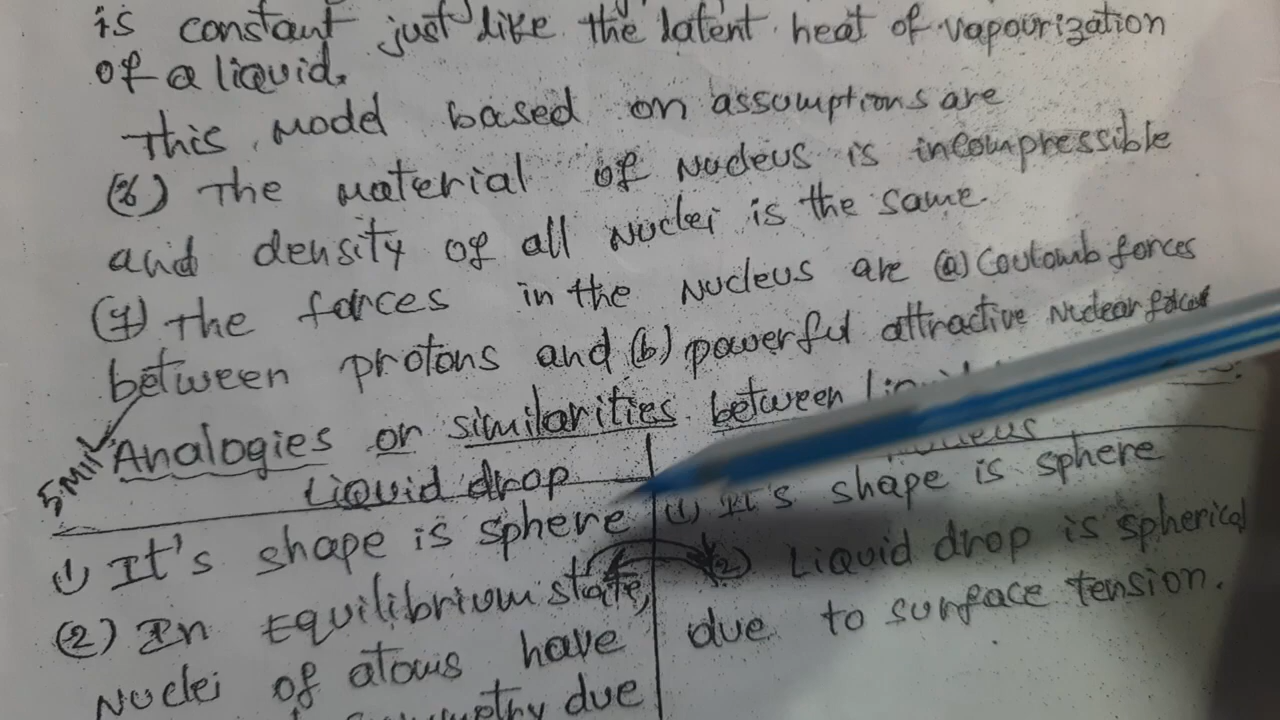 is constant just like the latent heat of vapourization
of a liquid.
This model based on assumptions are
(x) The material of Nucleus is incompressible
and density of all Nuclei is the same.
(y) The forces in the Nucleus are (a) Coulomb forces
between protons and (b) powerful attractive Nuclear forces
5 M Analogies or similarities between
Liquid drop
(1) It's shape is sphere
(2) In Equilibrium state,
Nuclei of atoms have
due
Nucleus
(1) It's shape is sphere
(2) Liquid drop is spherical
due to surface tension.